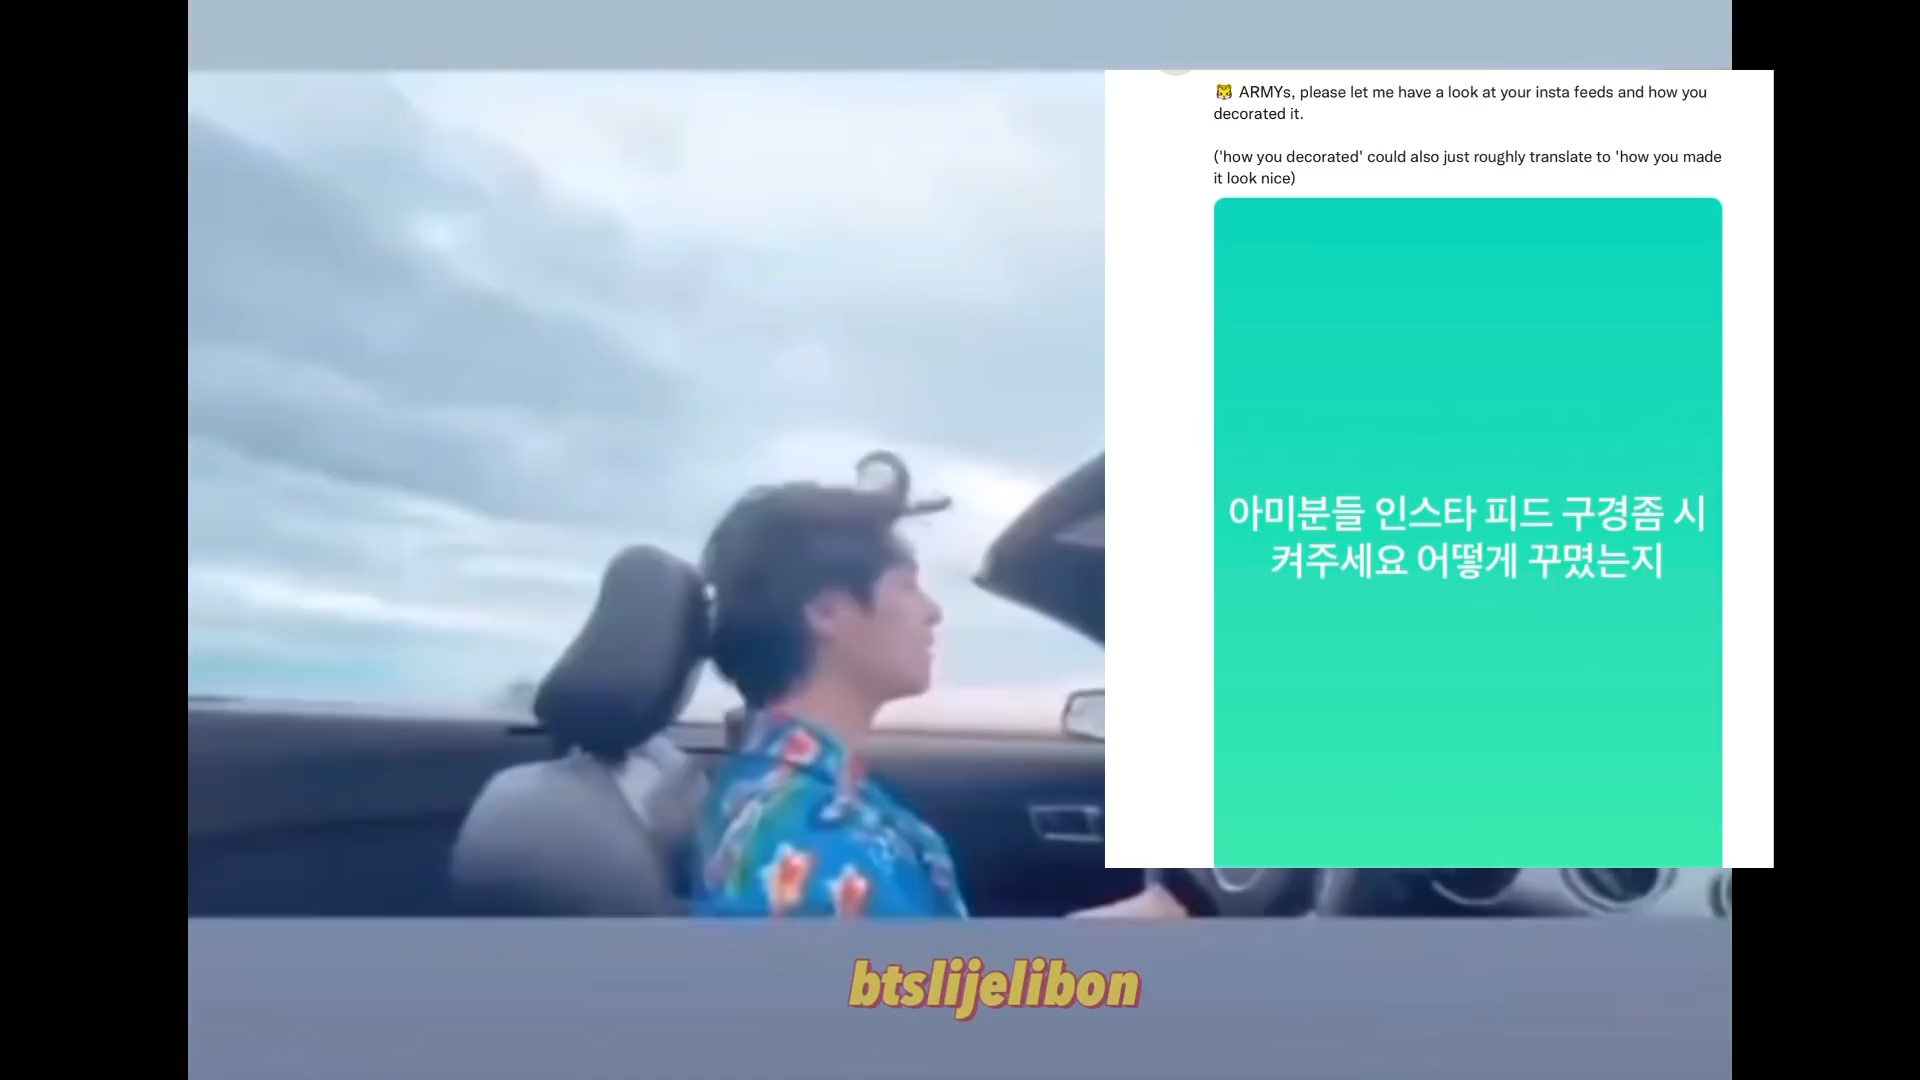 🐯 ARMYs, please let me have a look at your insta feeds and how you
decorated it.
('how you decorated' could also just roughly translate to 'how you made
it look nice)
아미분들 인스타 피드 구경좀 시
켜주세요 어떻게 꾸몄는지
btslijelibon